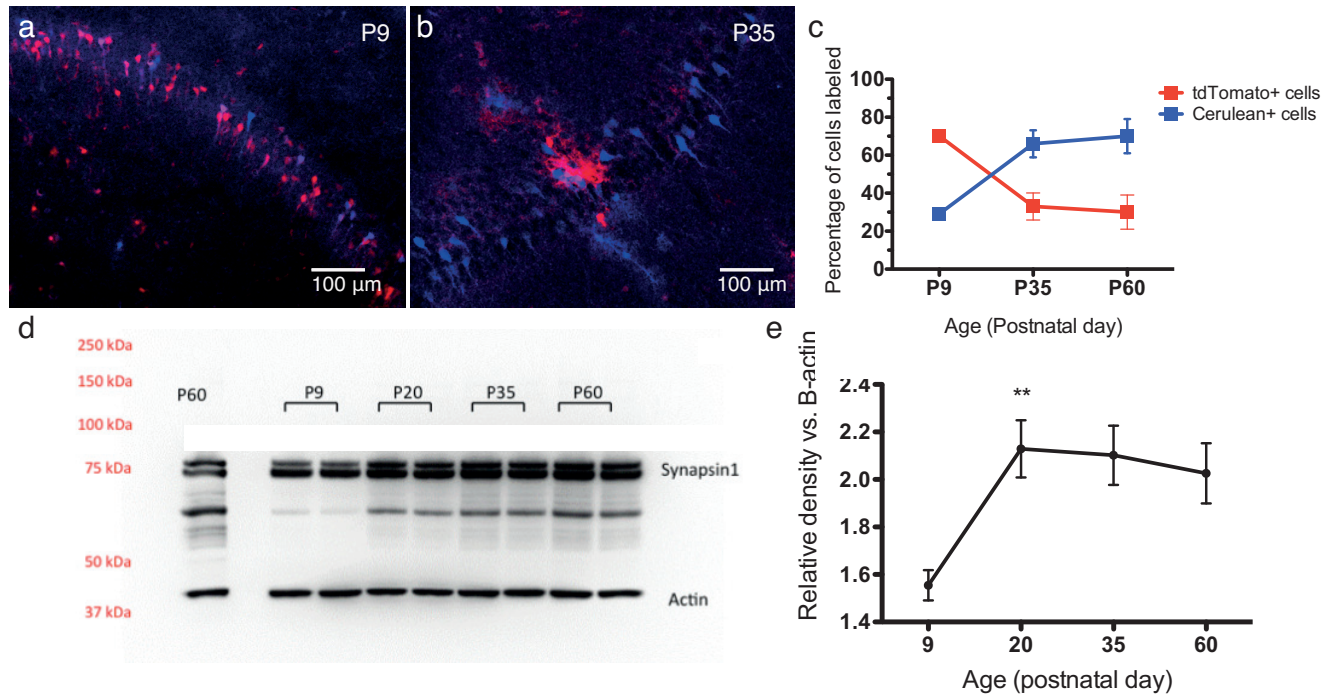 a
P9
100 µm
b
P35
100 µm
c
Percentage of cells labeled
100
80
60
40
20
0
P9
P35
P60
Age (Postnatal day)
tdTomato+ cells
Cerulean+ cells
d
250 kDa
150 kDa
100 kDa
75 kDa
50 kDa
37 kDa
P60
P9
P20
P35
P60
Synapsin1
Actin
e
Relative density vs. B-actin
2.4
2.2
2.0
1.8
1.6
1.4
**
9
20
35
60
Age (postnatal day)